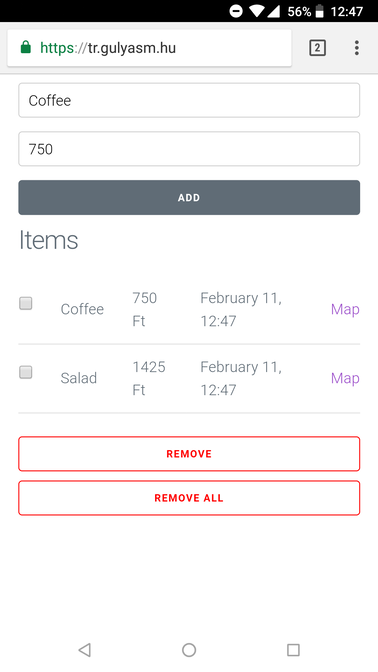 56% 12:47
https://tr.gulyasm.hu 2
Coffee
750
ADD
Items
Coffee 750 Ft February 11, 12:47 Map
Salad 1425 Ft February 11, 12:47 Map
REMOVE
REMOVE ALL